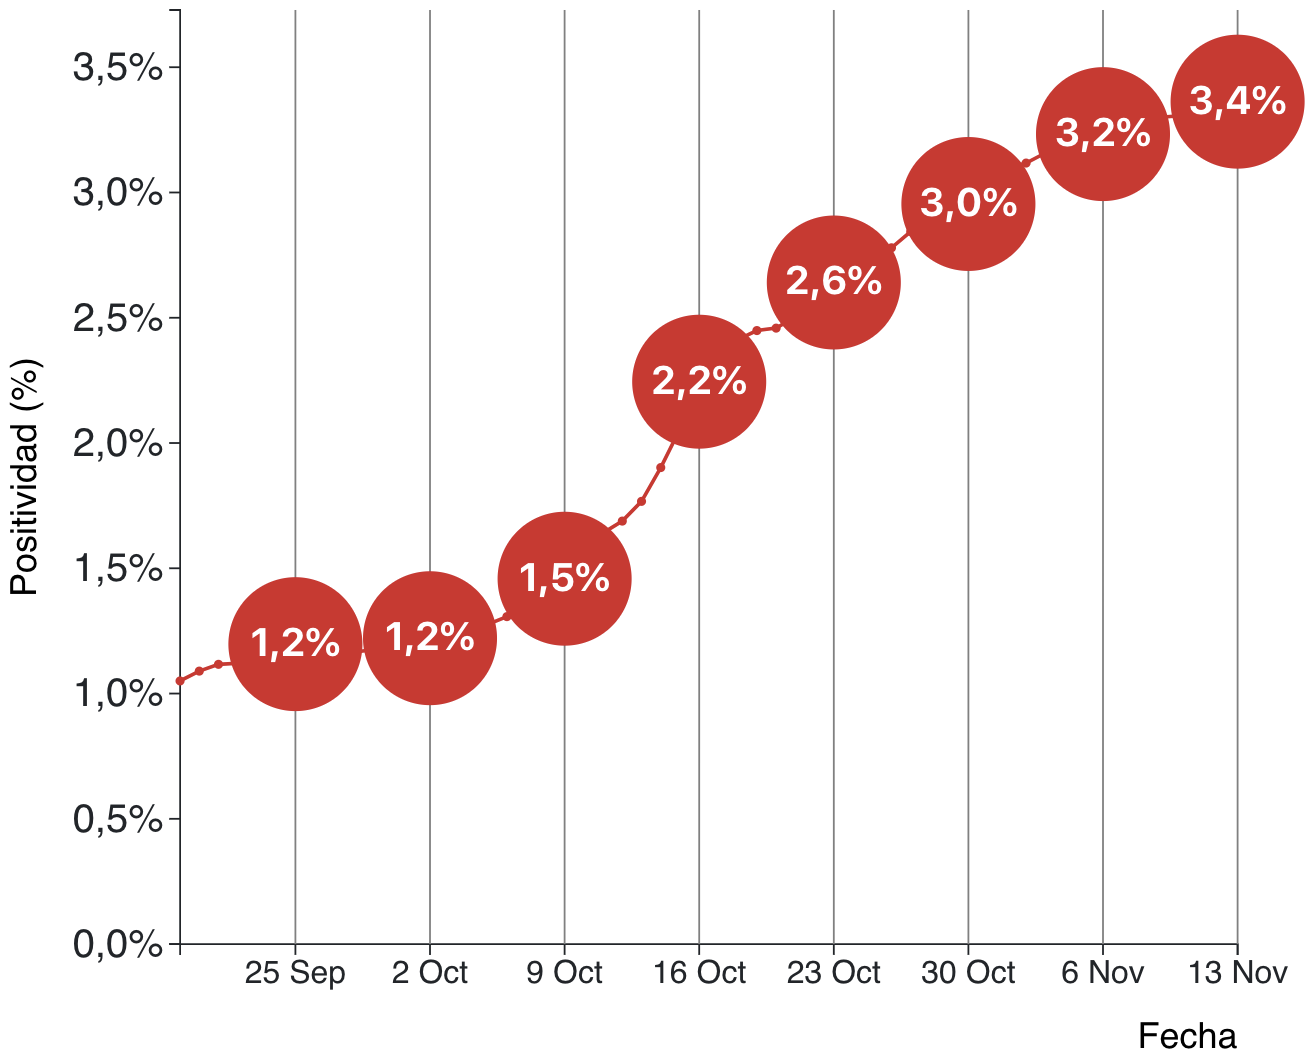 3,5%
3,0%
2,5%
2,0%
1,5%
1,0%
0,5%
0,0%
Positividad (%)
1,2%
1,2%
1,5%
2,2%
2,6%
3,0%
3,2%
3,4%
25 Sep
2 Oct
9 Oct
16 Oct
23 Oct
30 Oct
6 Nov
13 Nov
Fecha